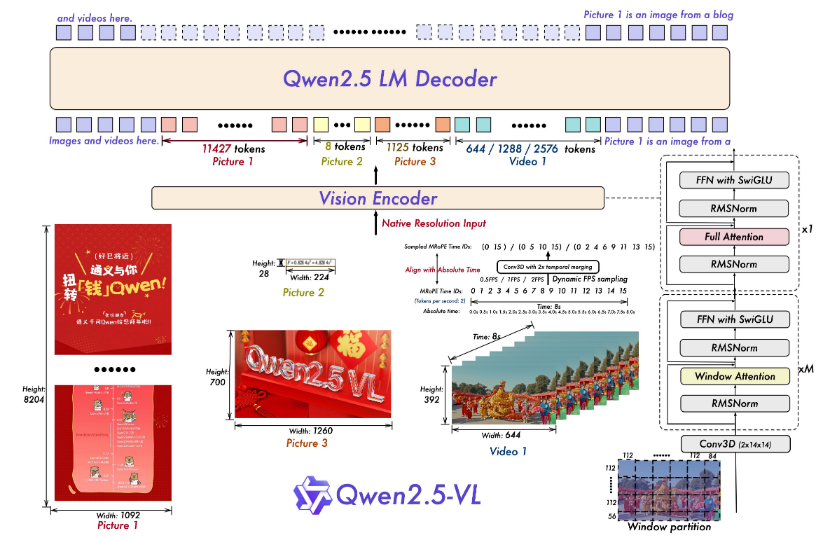 and videos here.
Picture 1 is an image from a blog
Qwen2.5 LM Decoder
Images and videos here.
11427 tokens
Picture 1
8 tokens
Picture 2
1125 tokens
Picture 3
644 / 1288 / 2576 tokens
Video 1
Picture 1 is an image from a
Vision Encoder
Native Resolution Input
FFN with SwiGLU
RMSNorm
Full Attention
x1
RMSNorm
FFN with SwiGLU
RMSNorm
Window Attention
xM
RMSNorm
Conv3D (2x14x14)
Sampled MRoPE Time IDs: (0 15) / (0 5 10 15) / (0 2 4 6 9 11 13 15)
Align with Absolute Time
Conv3D with 2x temporal merging
0.5FPS / 1FPS / 2FPS
Dynamic FPS sampling
MRoPE Time IDs: 0 1 2 3 4 5 6 7 8 9 10 11 12 13 14 15
(Tokens per second: 2)
Time: 8s
Absolute time: 0.0s 0.5s 1.0s 1.5s 2.0s 2.5s 3.0s 3.5s 4.0s 4.5s 5.0s 5.5s 6.0s 6.5s 7.0s 7.5s 8.0s
Height: 28
Width: 224
Picture 2
(好已将近)
扭转
通义与你
「钱」Qwen!
Height: 8204
Width: 1092
Picture 1
Height: 700
福
Qwen2.5 VL
Width: 1260
Picture 3
Time: 8s
Height: 392
Width: 644
Video 1
112
112
84
112
112
56
Window partition
Qwen2.5-VL